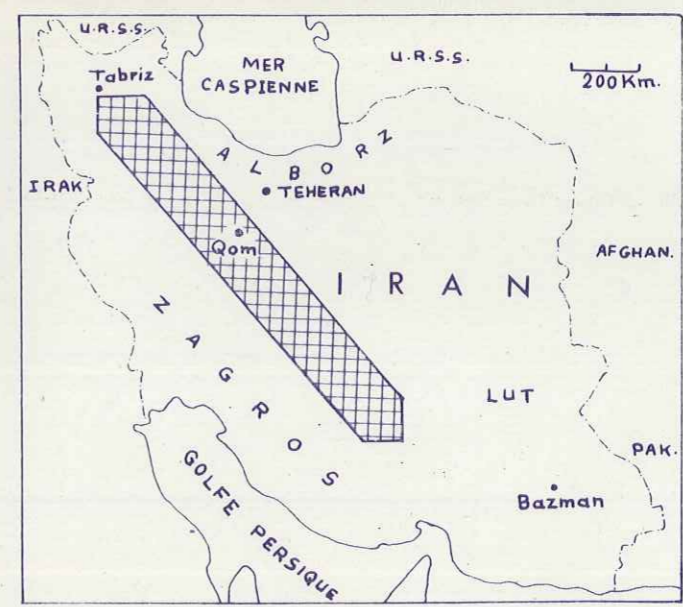 U.R.S.S.
MER
CASPIENNE
U.R.S.S.
200 Km.
Tabriz
ALBORZ
IRAK
TEHERAN
Qom
AFGHAN.
IRAN
ZAGROS
LUT
PAK.
Bazman
GOLFE PERSIQUE